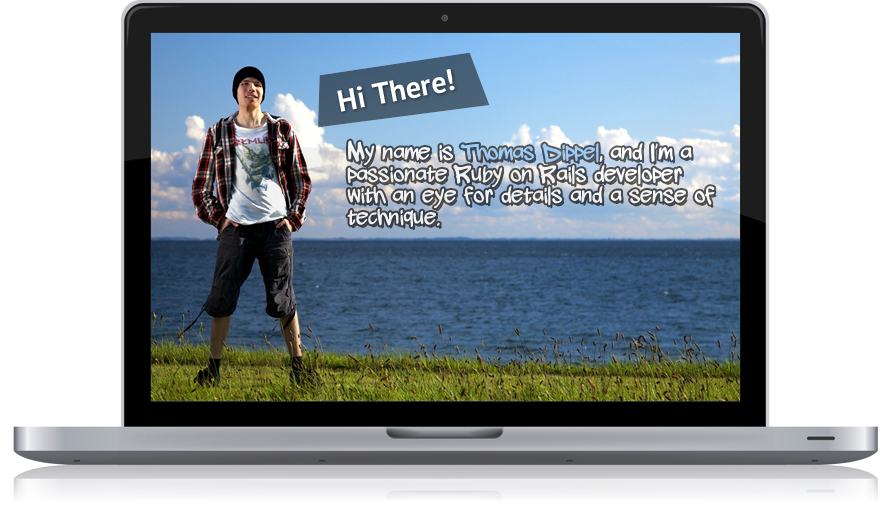 Hi There!
My name is Thomas Dippel, and I'm a
passionate Ruby on Rails developer
with an eye for details and a sense of
technique.